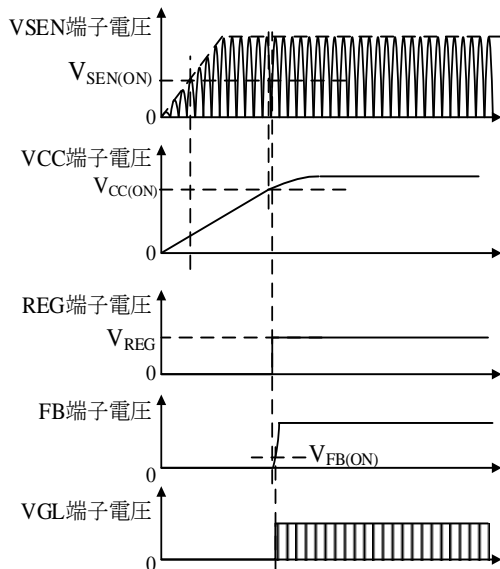 VSEN端子電圧
VSEN(ON)
0
VCC端子電圧
VCC(ON)
0
REG端子電圧
VREG
0
FB端子電圧
VFB(ON)
0
VGL端子電圧
0